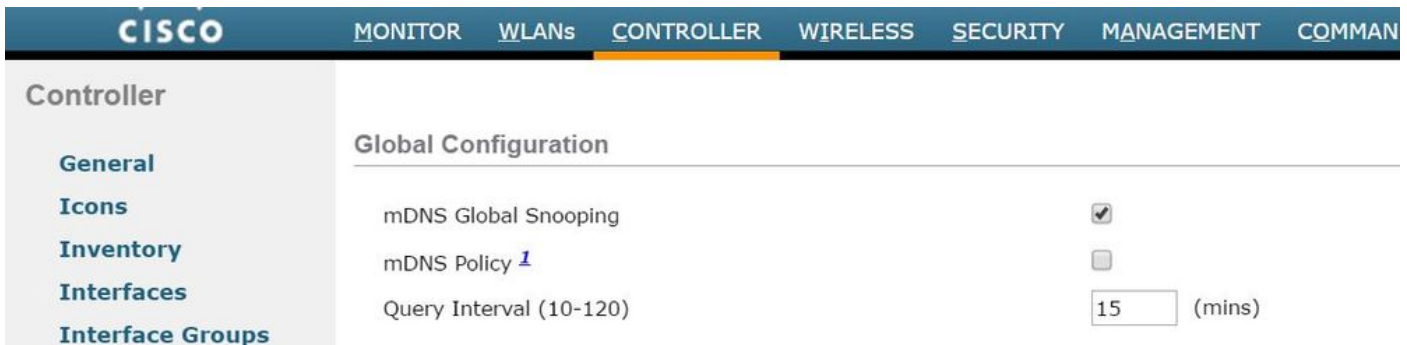 CISCO
MONITOR WLANs CONTROLLER WIRELESS SECURITY MANAGEMENT COMMAN
Controller
General
Icons
Inventory
Interfaces
Interface Groups
Global Configuration
mDNS Global Snooping
mDNS Policy 1
Query Interval (10-120) 15 (mins)